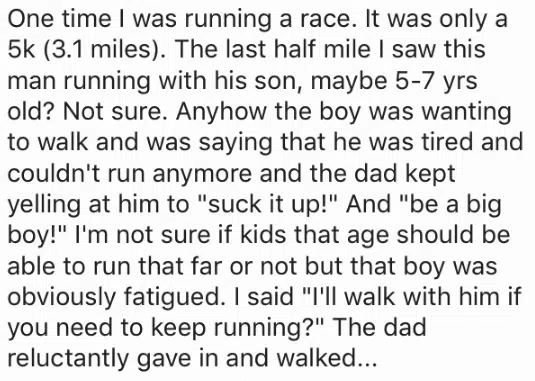 One time I was running a race. It was only a
5k (3.1 miles). The last half mile I saw this
man running with his son, maybe 5-7 yrs
old? Not sure. Anyhow the boy was wanting
to walk and was saying that he was tired and
couldn't run anymore and the dad kept
yelling at him to "suck it up!" And "be a big
boy!" I'm not sure if kids that age should be
able to run that far or not but that boy was
obviously fatigued. I said "I'll walk with him if
you need to keep running?" The dad
reluctantly gave in and walked...